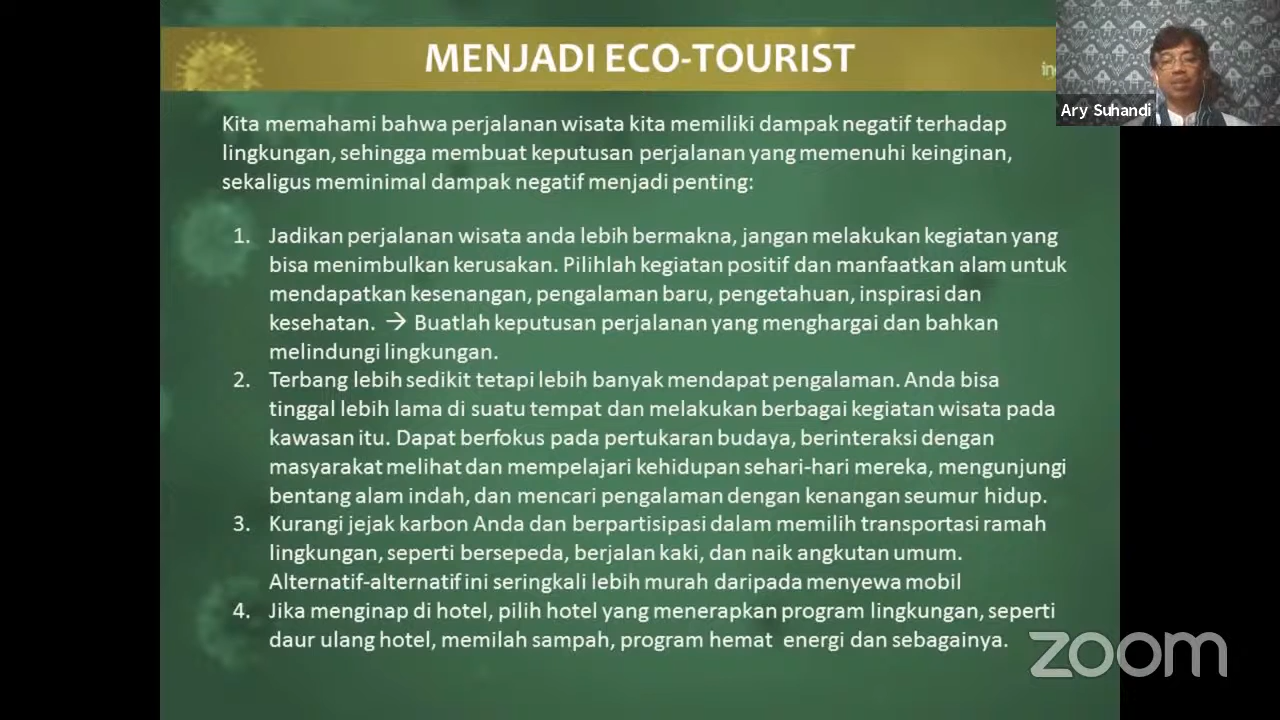 MENJADI ECO-TOURIST
Ary Suhandi
Kita memahami bahwa perjalanan wisata kita memiliki dampak negatif terhadap
lingkungan, sehingga membuat keputusan perjalanan yang memenuhi keinginan,
sekaligus meminimal dampak negatif menjadi penting:
1. Jadikan perjalanan wisata anda lebih bermakna, jangan melakukan kegiatan yang
bisa menimbulkan kerusakan. Pilihlah kegiatan positif dan manfaatkan alam untuk
mendapatkan kesenangan, pengalaman baru, pengetahuan, inspirasi dan
kesehatan. → Buatlah keputusan perjalanan yang menghargai dan bahkan
melindungi lingkungan.
2. Terbang lebih sedikit tetapi lebih banyak mendapat pengalaman. Anda bisa
tinggal lebih lama di suatu tempat dan melakukan berbagai kegiatan wisata pada
kawasan itu. Dapat berfokus pada pertukaran budaya, berinteraksi dengan
masyarakat melihat dan mempelajari kehidupan sehari-hari mereka, mengunjungi
bentang alam indah, dan mencari pengalaman dengan kenangan seumur hidup.
3. Kurangi jejak karbon Anda dan berpartisipasi dalam memilih transportasi ramah
lingkungan, seperti bersepeda, berjalan kaki, dan naik angkutan umum.
Alternatif-alternatif ini seringkali lebih murah daripada menyewa mobil
4. Jika menginap di hotel, pilih hotel yang menerapkan program lingkungan, seperti
daur ulang hotel, memilah sampah, program hemat energi dan sebagainya.
zoom